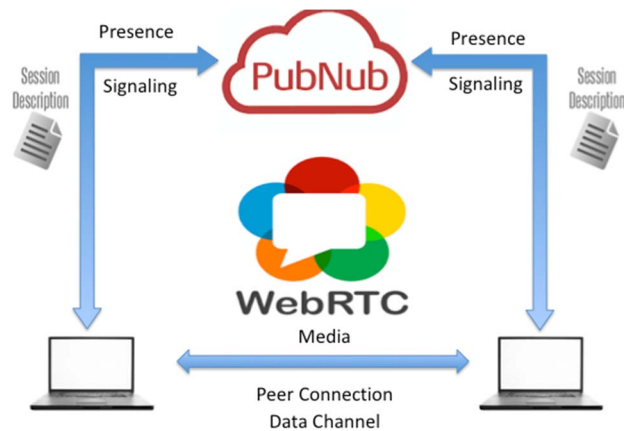 Presence
Signaling
Session
Description
PubNub
Presence
Signaling
Session
Description
WebRTC
Media
Peer Connection
Data Channel